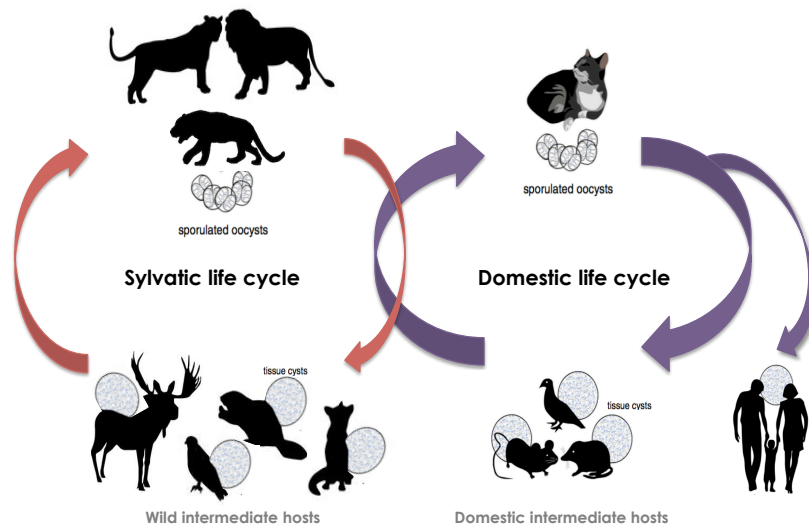 sporulated oocysts
sporulated oocysts
Sylvatic life cycle
Domestic life cycle
tissue cysts
tissue cysts
Wild intermediate hosts
Domestic intermediate hosts